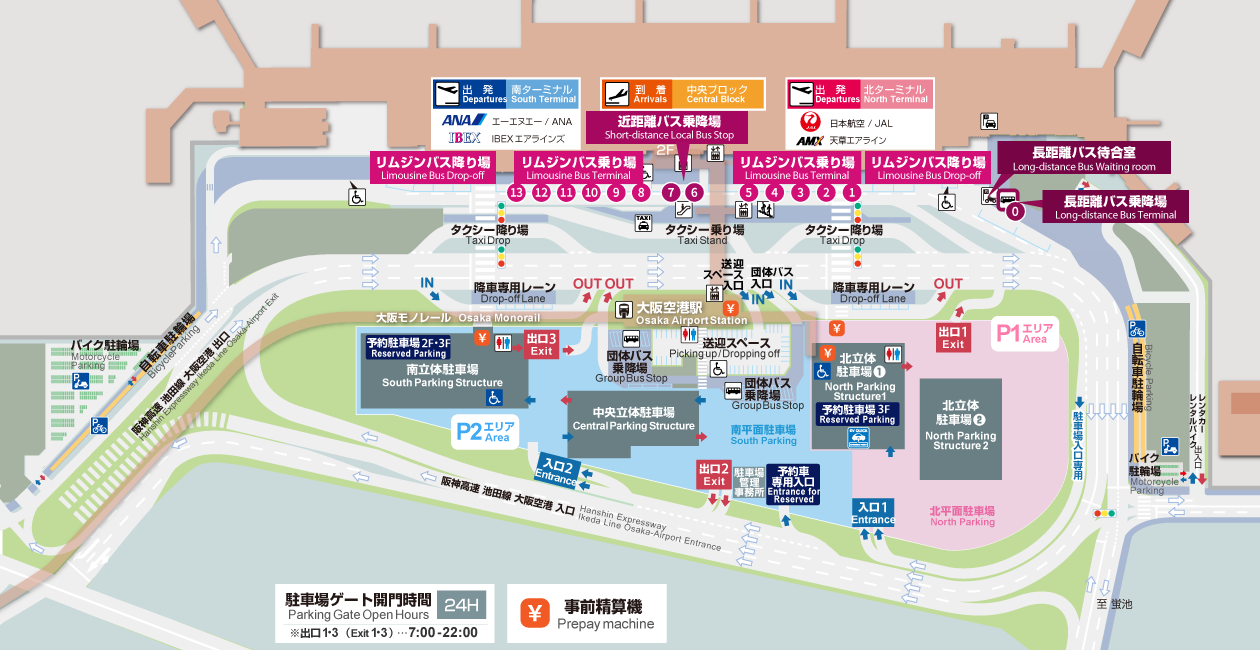 出発
Departures
南ターミナル
South Terminal
ANA
エーエヌエー / ANA
IBEX
IBEXエアラインズ
到着
Arrivals
中央ブロック
Central Block
出発
Departures
北ターミナル
North Terminal
日本航空 / JAL
AMX
天草エアライン
近距離バス乗降場
Short-distance Local Bus Stop
2F
リムジンバス降り場
Limousine Bus Drop-off
リムジンバス乗り場
Limousine Bus Terminal
リムジンバス乗り場
Limousine Bus Terminal
リムジンバス降り場
Limousine Bus Drop-off
長距離バス待合室
Long-distance Bus Waiting room
長距離バス乗降場
Long-distance Bus Terminal
13 12 11 10 9 8 7 6 5 4 3 2 1
0
TAXI
タクシー降り場
Taxi Drop
タクシー乗り場
Taxi Stand
タクシー降り場
Taxi Drop
IN
降車専用レーン
Drop-off Lane
OUT OUT
送迎
スペース
入口
団体バス
入口
IN
IN
降車専用レーン
Drop-off Lane
OUT
大阪モノレール Osaka Monorail
大阪空港駅
Osaka Airport Station
¥
予約駐車場2F・3F
Reserved Parking
¥
出口3
Exit
南立体駐車場
South Parking Structure
団体バス
乗降場
Group Bus Stop
送迎スペース
Picking up / Dropping off
団体バス
乗降場
Group Bus Stop
¥
¥
北立体
駐車場1
North Parking
Structure1
予約駐車場 3F
Reserved Parking
出口1
Exit
P1エリア
Area
北立体
駐車場2
North Parking
Structure 2
中央立体駐車場
Central Parking Structure
P2エリア
Area
南平面駐車場
South Parking
入口2
Entrance
出口2
Exit
駐車場
管理
事務所
予約車
専用入口
Entrance for
Reserved
入口1
Entrance
北平面駐車場
North Parking
駐車場入口専用
自転車駐輪場
Bicycle Parking
レンタカー
レンタルバイク
出入口
バイク
駐輪場
Motorcycle
Parking
バイク駐輪場
Motorcycle
Parking
自転車駐輪場
Bicycle Parking
阪神高速 池田線 大阪空港 出口
Hanshin Expressway Ikeda Line Osaka-Airport Exit
阪神高速 池田線 大阪空港 入口
Hanshin Expressway
Ikeda Line Osaka-Airport Entrance
至 蛍池
駐車場ゲート開門時間
Parking Gate Open Hours
24H
※出口1・3 (Exit 1・3) …7:00-22:00
¥
事前精算機
Prepay machine